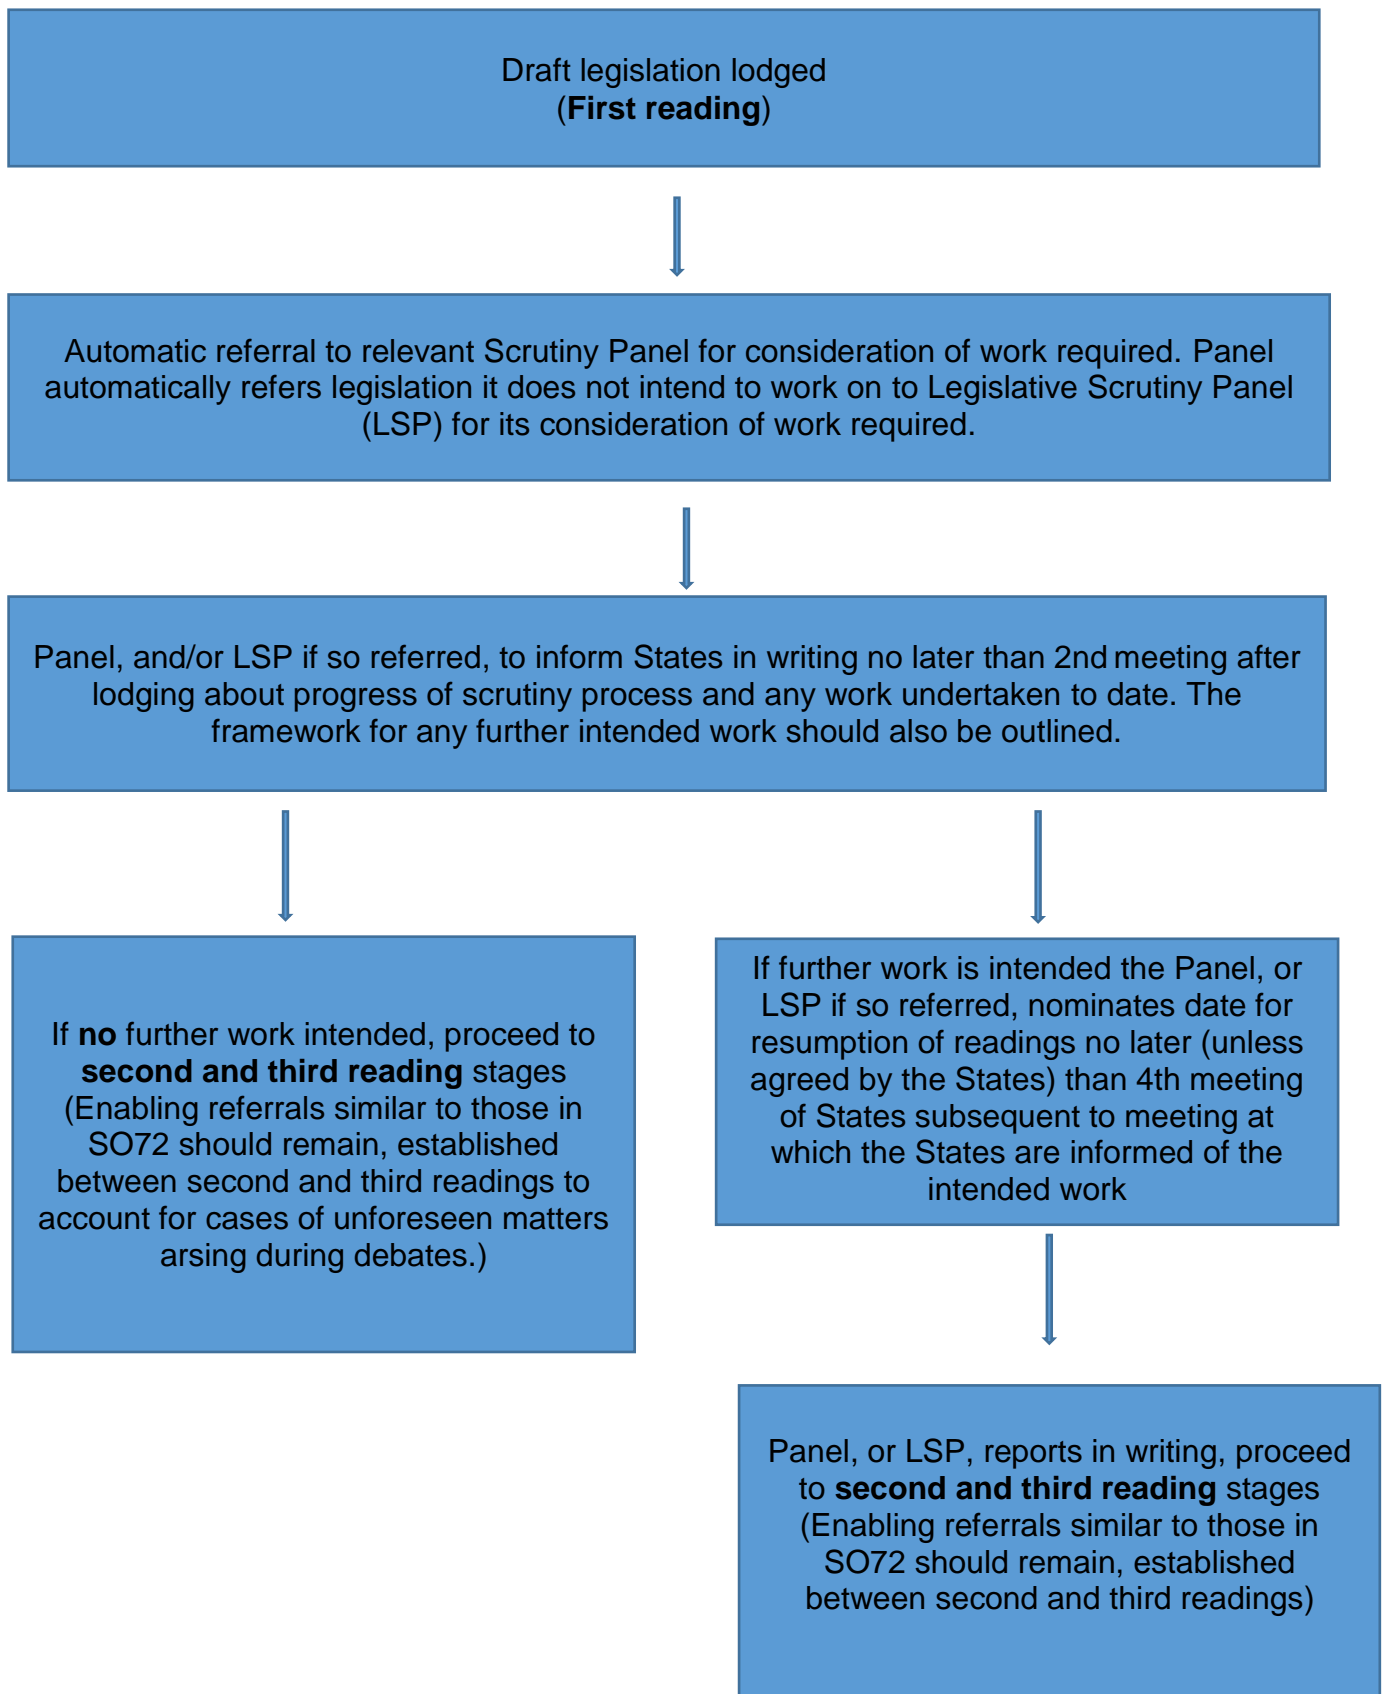 Draft legislation lodged
(First reading)
Automatic referral to relevant Scrutiny Panel for consideration of work required. Panel
automatically refers legislation it does not intend to work on to Legislative Scrutiny Panel
(LSP) for its consideration of work required.
Panel, and/or LSP if so referred, to inform States in writing no later than 2nd meeting after
lodging about progress of scrutiny process and any work undertaken to date. The
framework for any further intended work should also be outlined.
If no further work intended, proceed to
second and third reading stages
(Enabling referrals similar to those in
SO72 should remain, established
between second and third readings to
account for cases of unforeseen matters
arsing during debates.)
If further work is intended the Panel, or
LSP if so referred, nominates date for
resumption of readings no later (unless
agreed by the States) than 4th meeting
of States subsequent to meeting at
which the States are informed of the
intended work
Panel, or LSP, reports in writing, proceed
to second and third reading stages
(Enabling referrals similar to those in
SO72 should remain, established
between second and third readings)